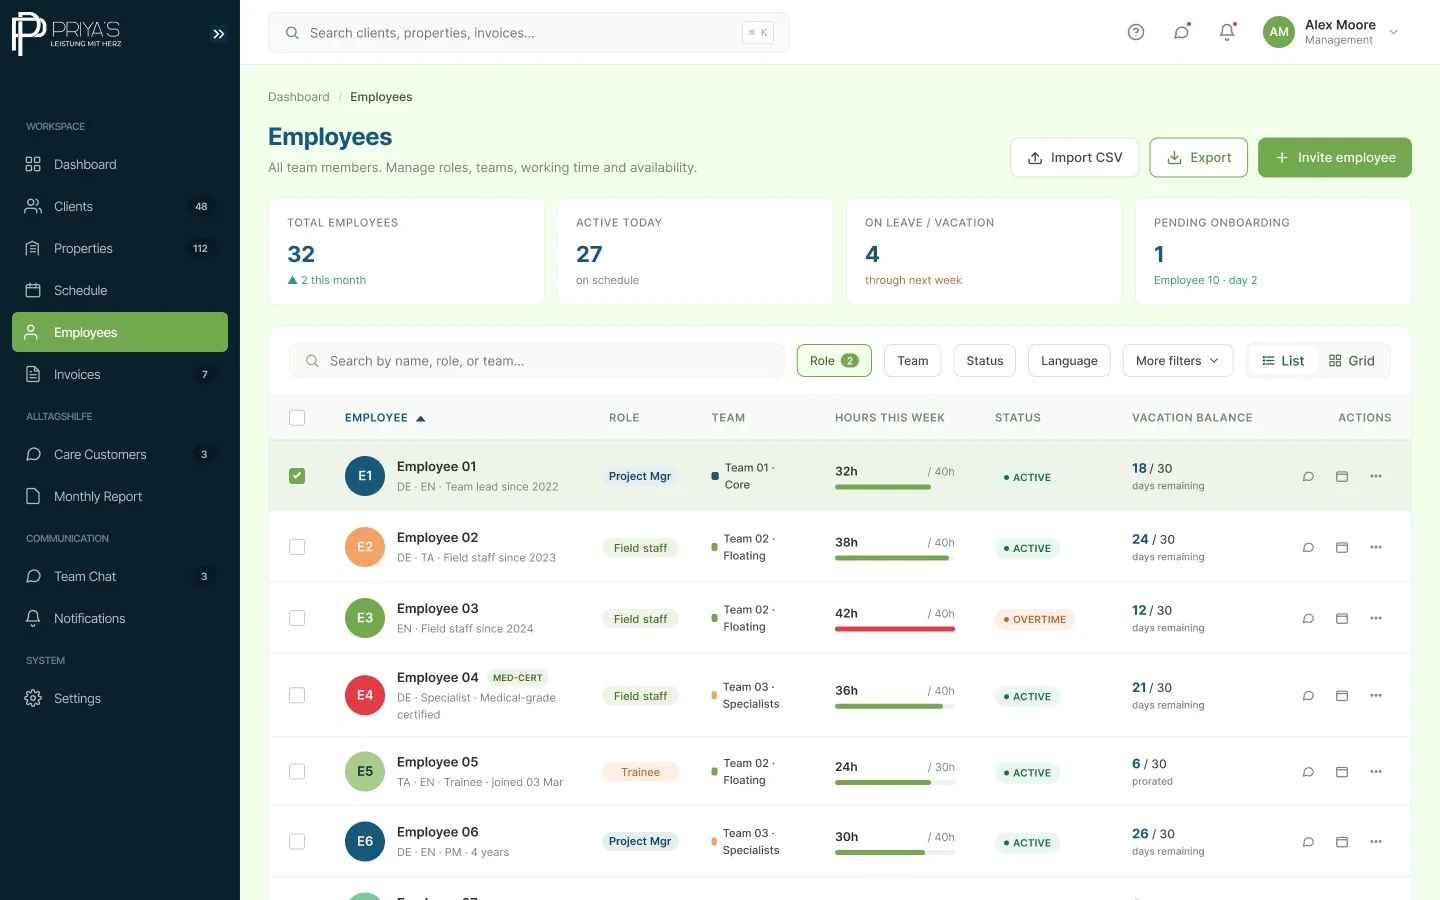 PRIYA'S
LEISTUNG MIT HERZ
Search clients, properties, invoices...
⌘ K
AM
Alex Moore
Management
WORKSPACE
Dashboard
Clients 48
Properties 112
Schedule
Employees
Invoices 7
ALLTAGSHILFE
Care Customers 3
Monthly Report
COMMUNICATION
Team Chat 3
Notifications
SYSTEM
Settings
Dashboard / Employees
Employees
All team members. Manage roles, teams, working time and availability.
Import CSV
Export
+ Invite employee
TOTAL EMPLOYEES
32
▲ 2 this month
ACTIVE TODAY
27
on schedule
ON LEAVE / VACATION
4
through next week
PENDING ONBOARDING
1
Employee 10 · day 2
Search by name, role, or team...
Role 2
Team
Status
Language
More filters
List
Grid
EMPLOYEE ▲ ROLE TEAM HOURS THIS WEEK STATUS VACATION BALANCE ACTIONS
E1
Employee 01
DE · EN · Team lead since 2022
Project Mgr
Team 01 ·
Core
32h / 40h
ACTIVE
18 / 30
days remaining
E2
Employee 02
DE · TA · Field staff since 2023
Field staff
Team 02 ·
Floating
38h / 40h
ACTIVE
24 / 30
days remaining
E3
Employee 03
EN · Field staff since 2024
Field staff
Team 02 ·
Floating
42h / 40h
OVERTIME
12 / 30
days remaining
E4
Employee 04 MED-CERT
DE · Specialist · Medical-grade
certified
Field staff
Team 03 ·
Specialists
36h / 40h
ACTIVE
21 / 30
days remaining
E5
Employee 05
TA · EN · Trainee · joined 03 Mar
Trainee
Team 02 ·
Floating
24h / 30h
ACTIVE
6 / 30
prorated
E6
Employee 06
DE · EN · PM · 4 years
Project Mgr
Team 03 ·
Specialists
30h / 40h
ACTIVE
26 / 30
days remaining